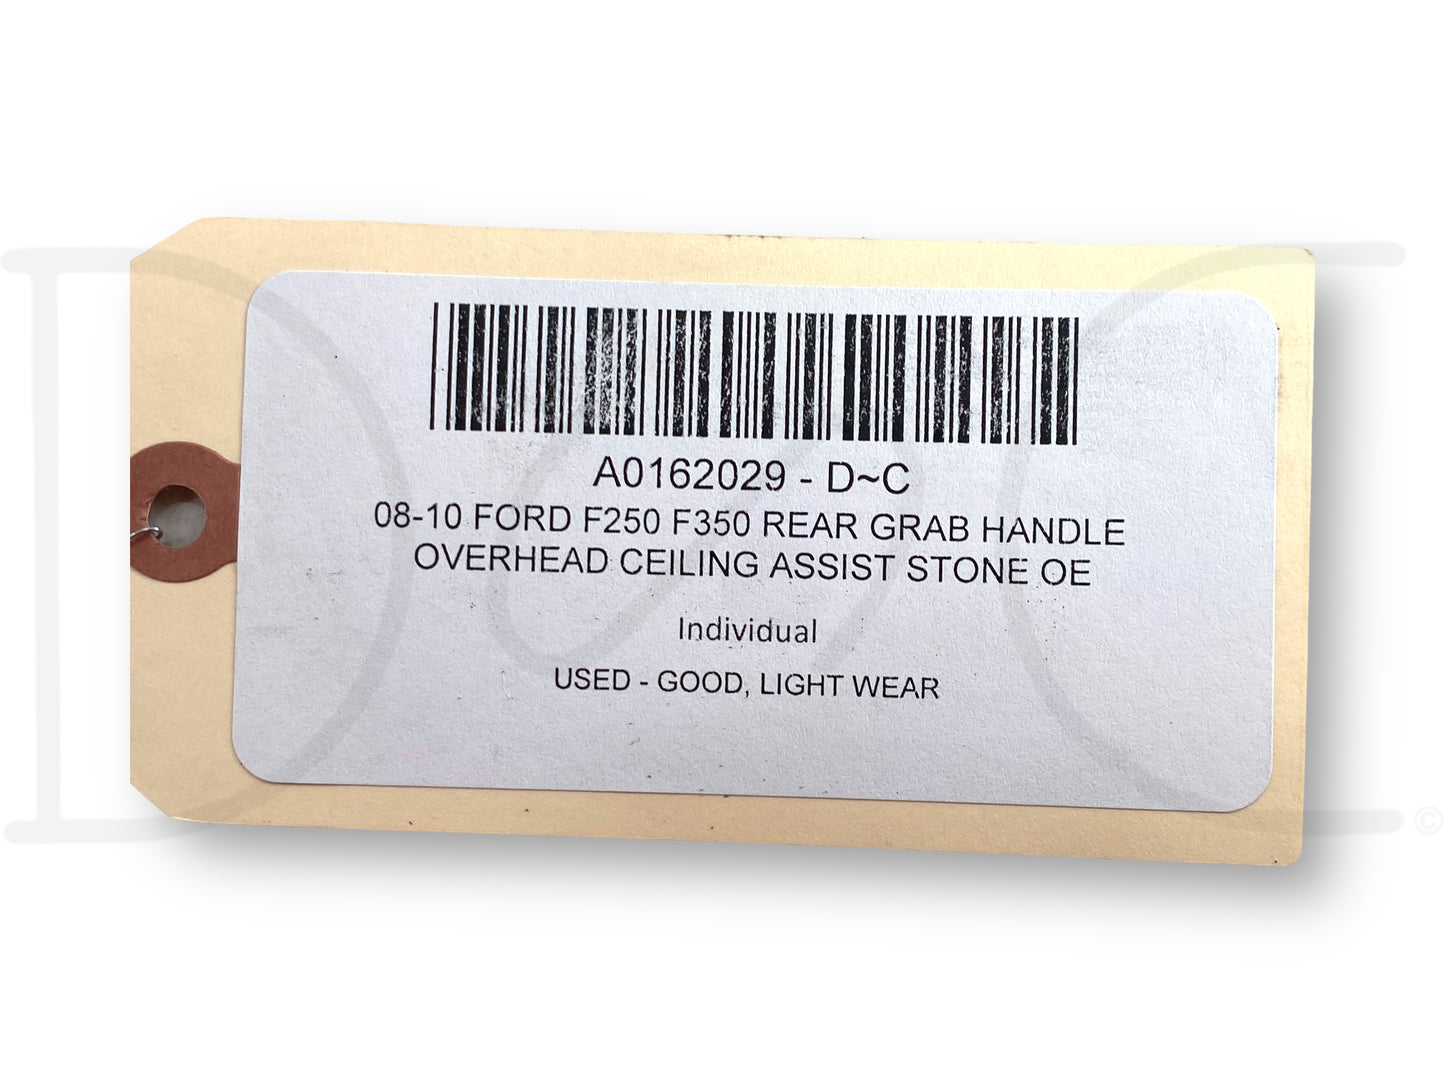 A0162029 - D~C
08-10 FORD F250 F350 REAR GRAB HANDLE
OVERHEAD CEILING ASSIST STONE OE
Individual
USED - GOOD, LIGHT WEAR
D~C
©